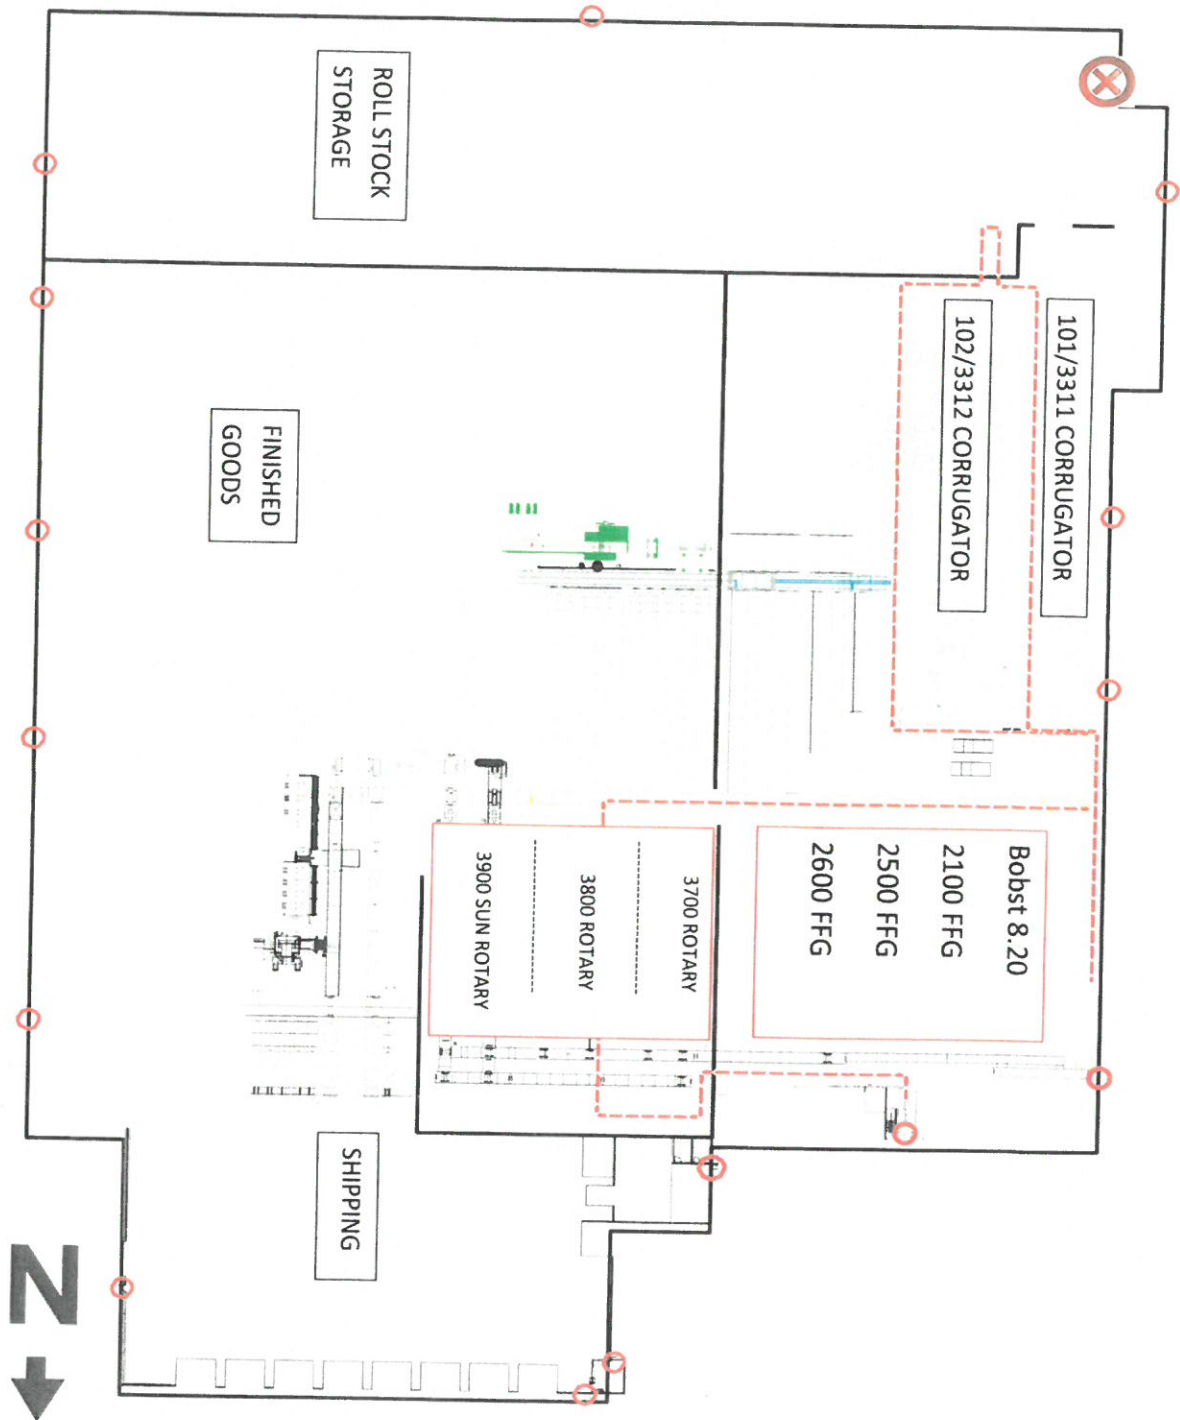 ROLL STOCK
STORAGE
101/3311 CORRUGATOR
102/3312 CORRUGATOR
FINISHED
GOODS
Bobst 8.20
2100 FFG
2500 FFG
2600 FFG
3700 ROTARY
3800 ROTARY
3900 SUN ROTARY
SHIPPING
N